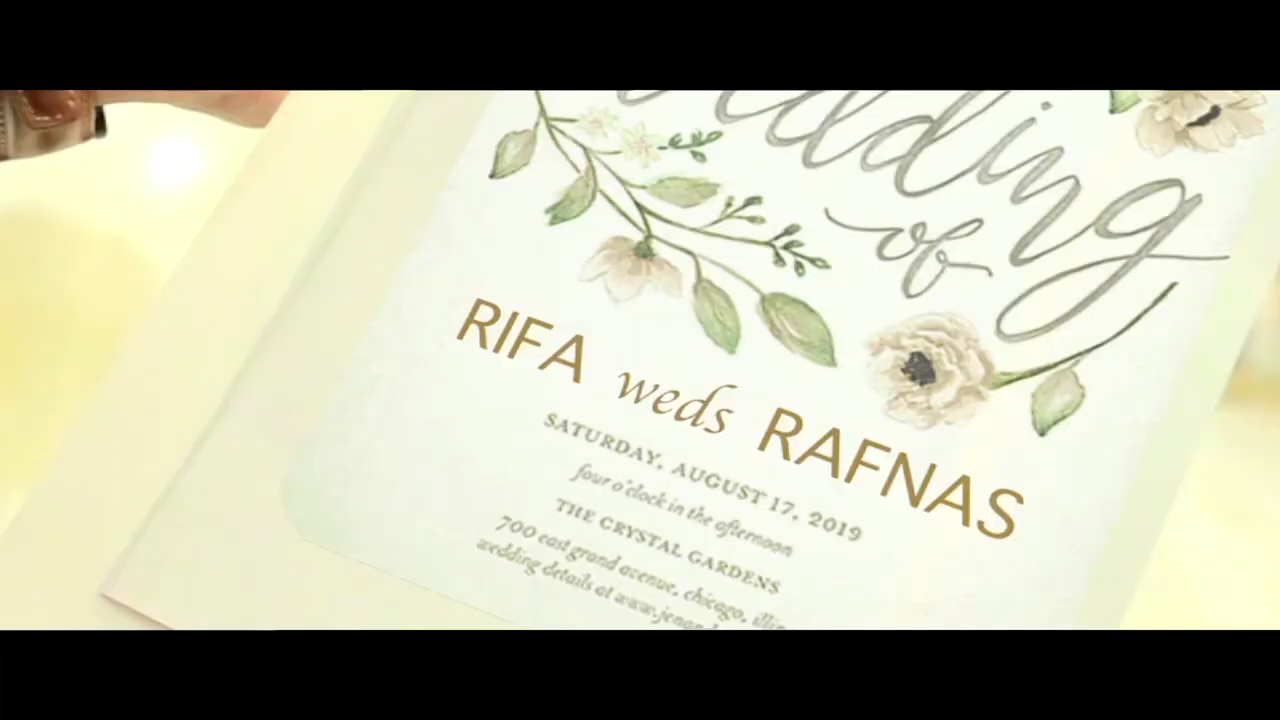 wedding
of
RIFA weds RAFNAS
SATURDAY, AUGUST 17, 2019
four o'clock in the afternoon
THE CRYSTAL GARDENS
700 east grand avenue, chicago,
wedding details at